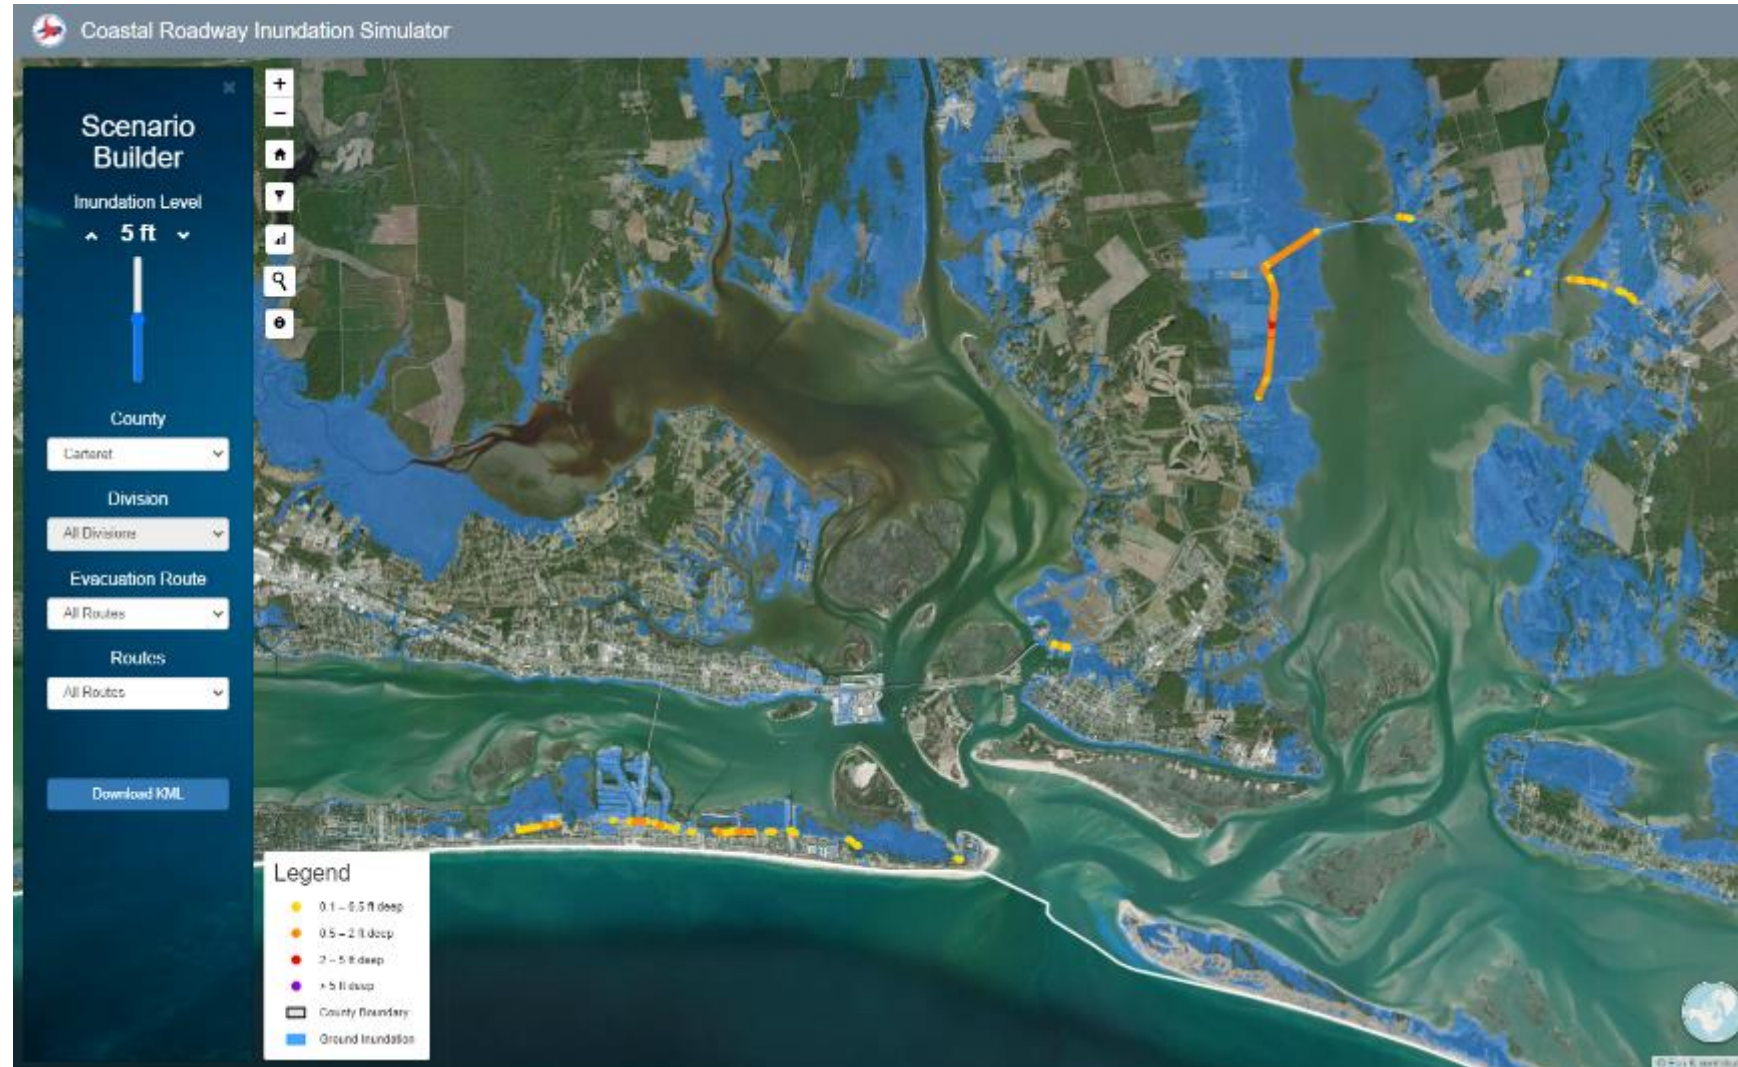 Coastal Roadway Inundation Simulator
Scenario
Builder
Inundation Level
5 ft
County
Carteret
Division
All Divisions
Evacuation Route
All Routes
Routes
All Routes
Download KML
+
−
Legend
0.1 – 0.5 ft deep
0.5 – 2 ft deep
2 – 5 ft deep
> 5 ft deep
County Boundary
Ground Inundation